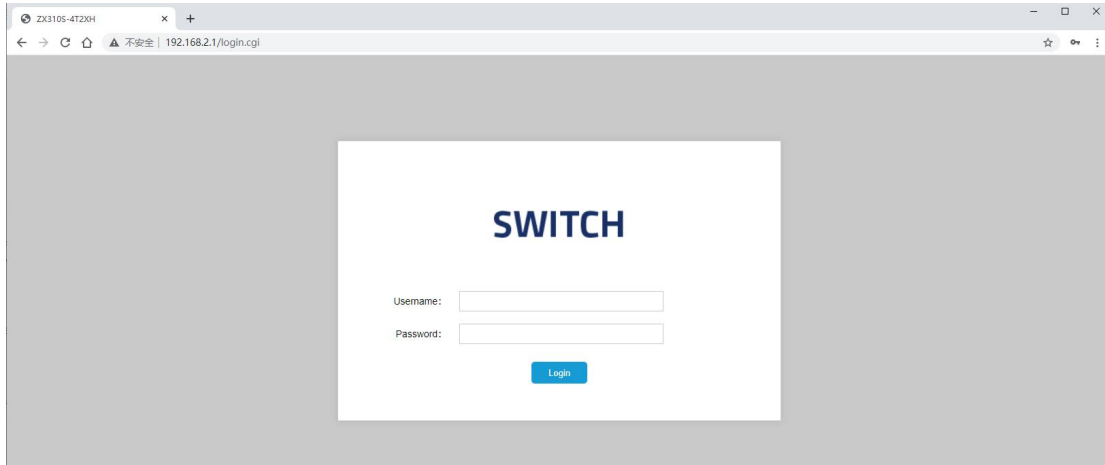 ZX310S-4T2XH
不安全 192.168.2.1/login.cgi
SWITCH
Username:
Password:
Login